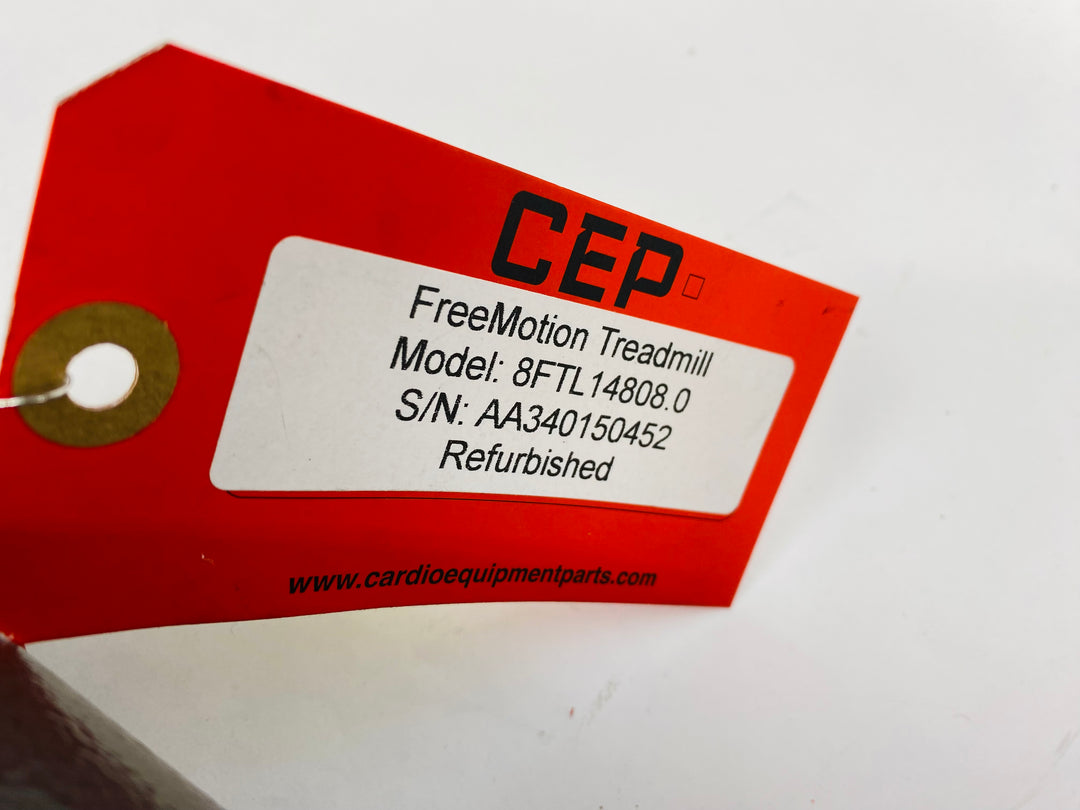 CEP
FreeMotion Treadmill
Model: 8FTL14808.0
S/N: AA340150452
Refurbished
www.cardioequipmentparts.com